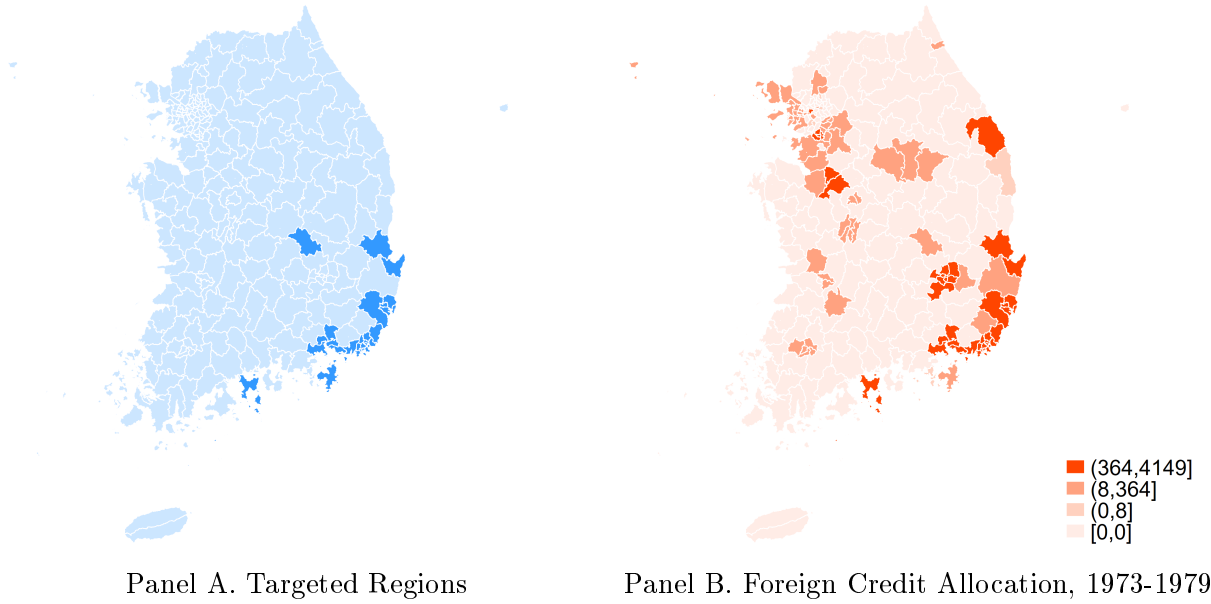 (364,4149]
(8,364]
(0,8]
[0,0]
Panel A. Targeted Regions
Panel B. Foreign Credit Allocation, 1973-1979